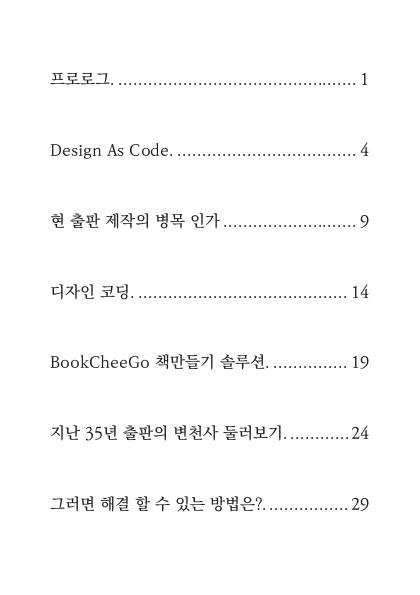 프로로그. ................................................ 1
Design As Code. .................................... 4
현 출판 제작의 병목 인가 ........................... 9
디자인 코딩. .......................................... 14
BookCheeGo 책만들기 솔루션. ............... 19
지난 35년 출판의 변천사 둘러보기. ............ 24
그러면 해결 할 수 있는 방법은?. ................ 29